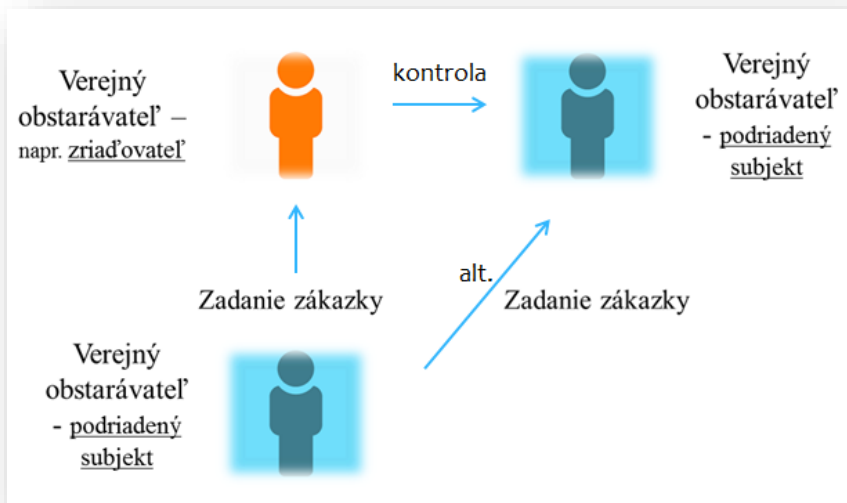 Verejný
obstarávateľ –
napr. zriaďovateľ
kontrola
Verejný
obstarávateľ
- podriadený
subjekt
alt.
Zadanie zákazky
Zadanie zákazky
Verejný
obstarávateľ
- podriadený
subjekt